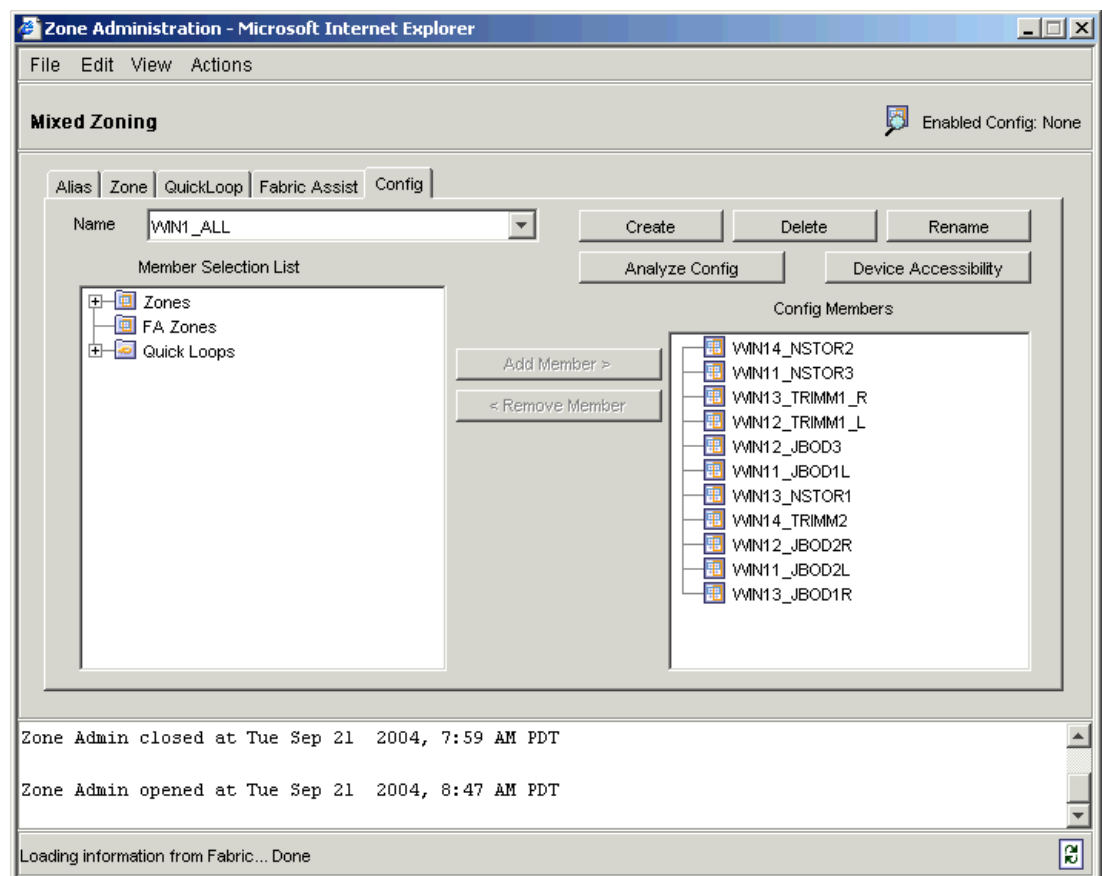 Zone Administration - Microsoft Internet Explorer
File Edit View Actions
Mixed Zoning
Enabled Config: None
Alias Zone QuickLoop Fabric Assist Config
Name WIN1_ALL Create Delete Rename
Member Selection List Analyze Config Device Accessibility
Config Members
Zones
FA Zones
Quick Loops
Add Member >
< Remove Member
WIN14_NSTOR2
WIN11_NSTOR3
WIN13_TRIMM1_R
WIN12_TRIMM1_L
WIN12_JBOD3
WIN11_JBOD1L
WIN13_NSTOR1
WIN14_TRIMM2
WIN12_JBOD2R
WIN11_JBOD2L
WIN13_JBOD1R
Zone Admin closed at Tue Sep 21 2004, 7:59 AM PDT
Zone Admin opened at Tue Sep 21 2004, 8:47 AM PDT
Loading information from Fabric... Done